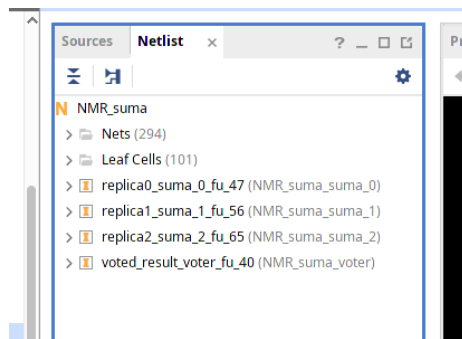 Sources Netlist × ? _
N NMR_suma
> Nets (294)
> Leaf Cells (101)
> replica0_suma_0_fu_47 (NMR_suma_suma_0)
> replica1_suma_1_fu_56 (NMR_suma_suma_1)
> replica2_suma_2_fu_65 (NMR_suma_suma_2)
> voted_result_voter_fu_40 (NMR_suma_voter)